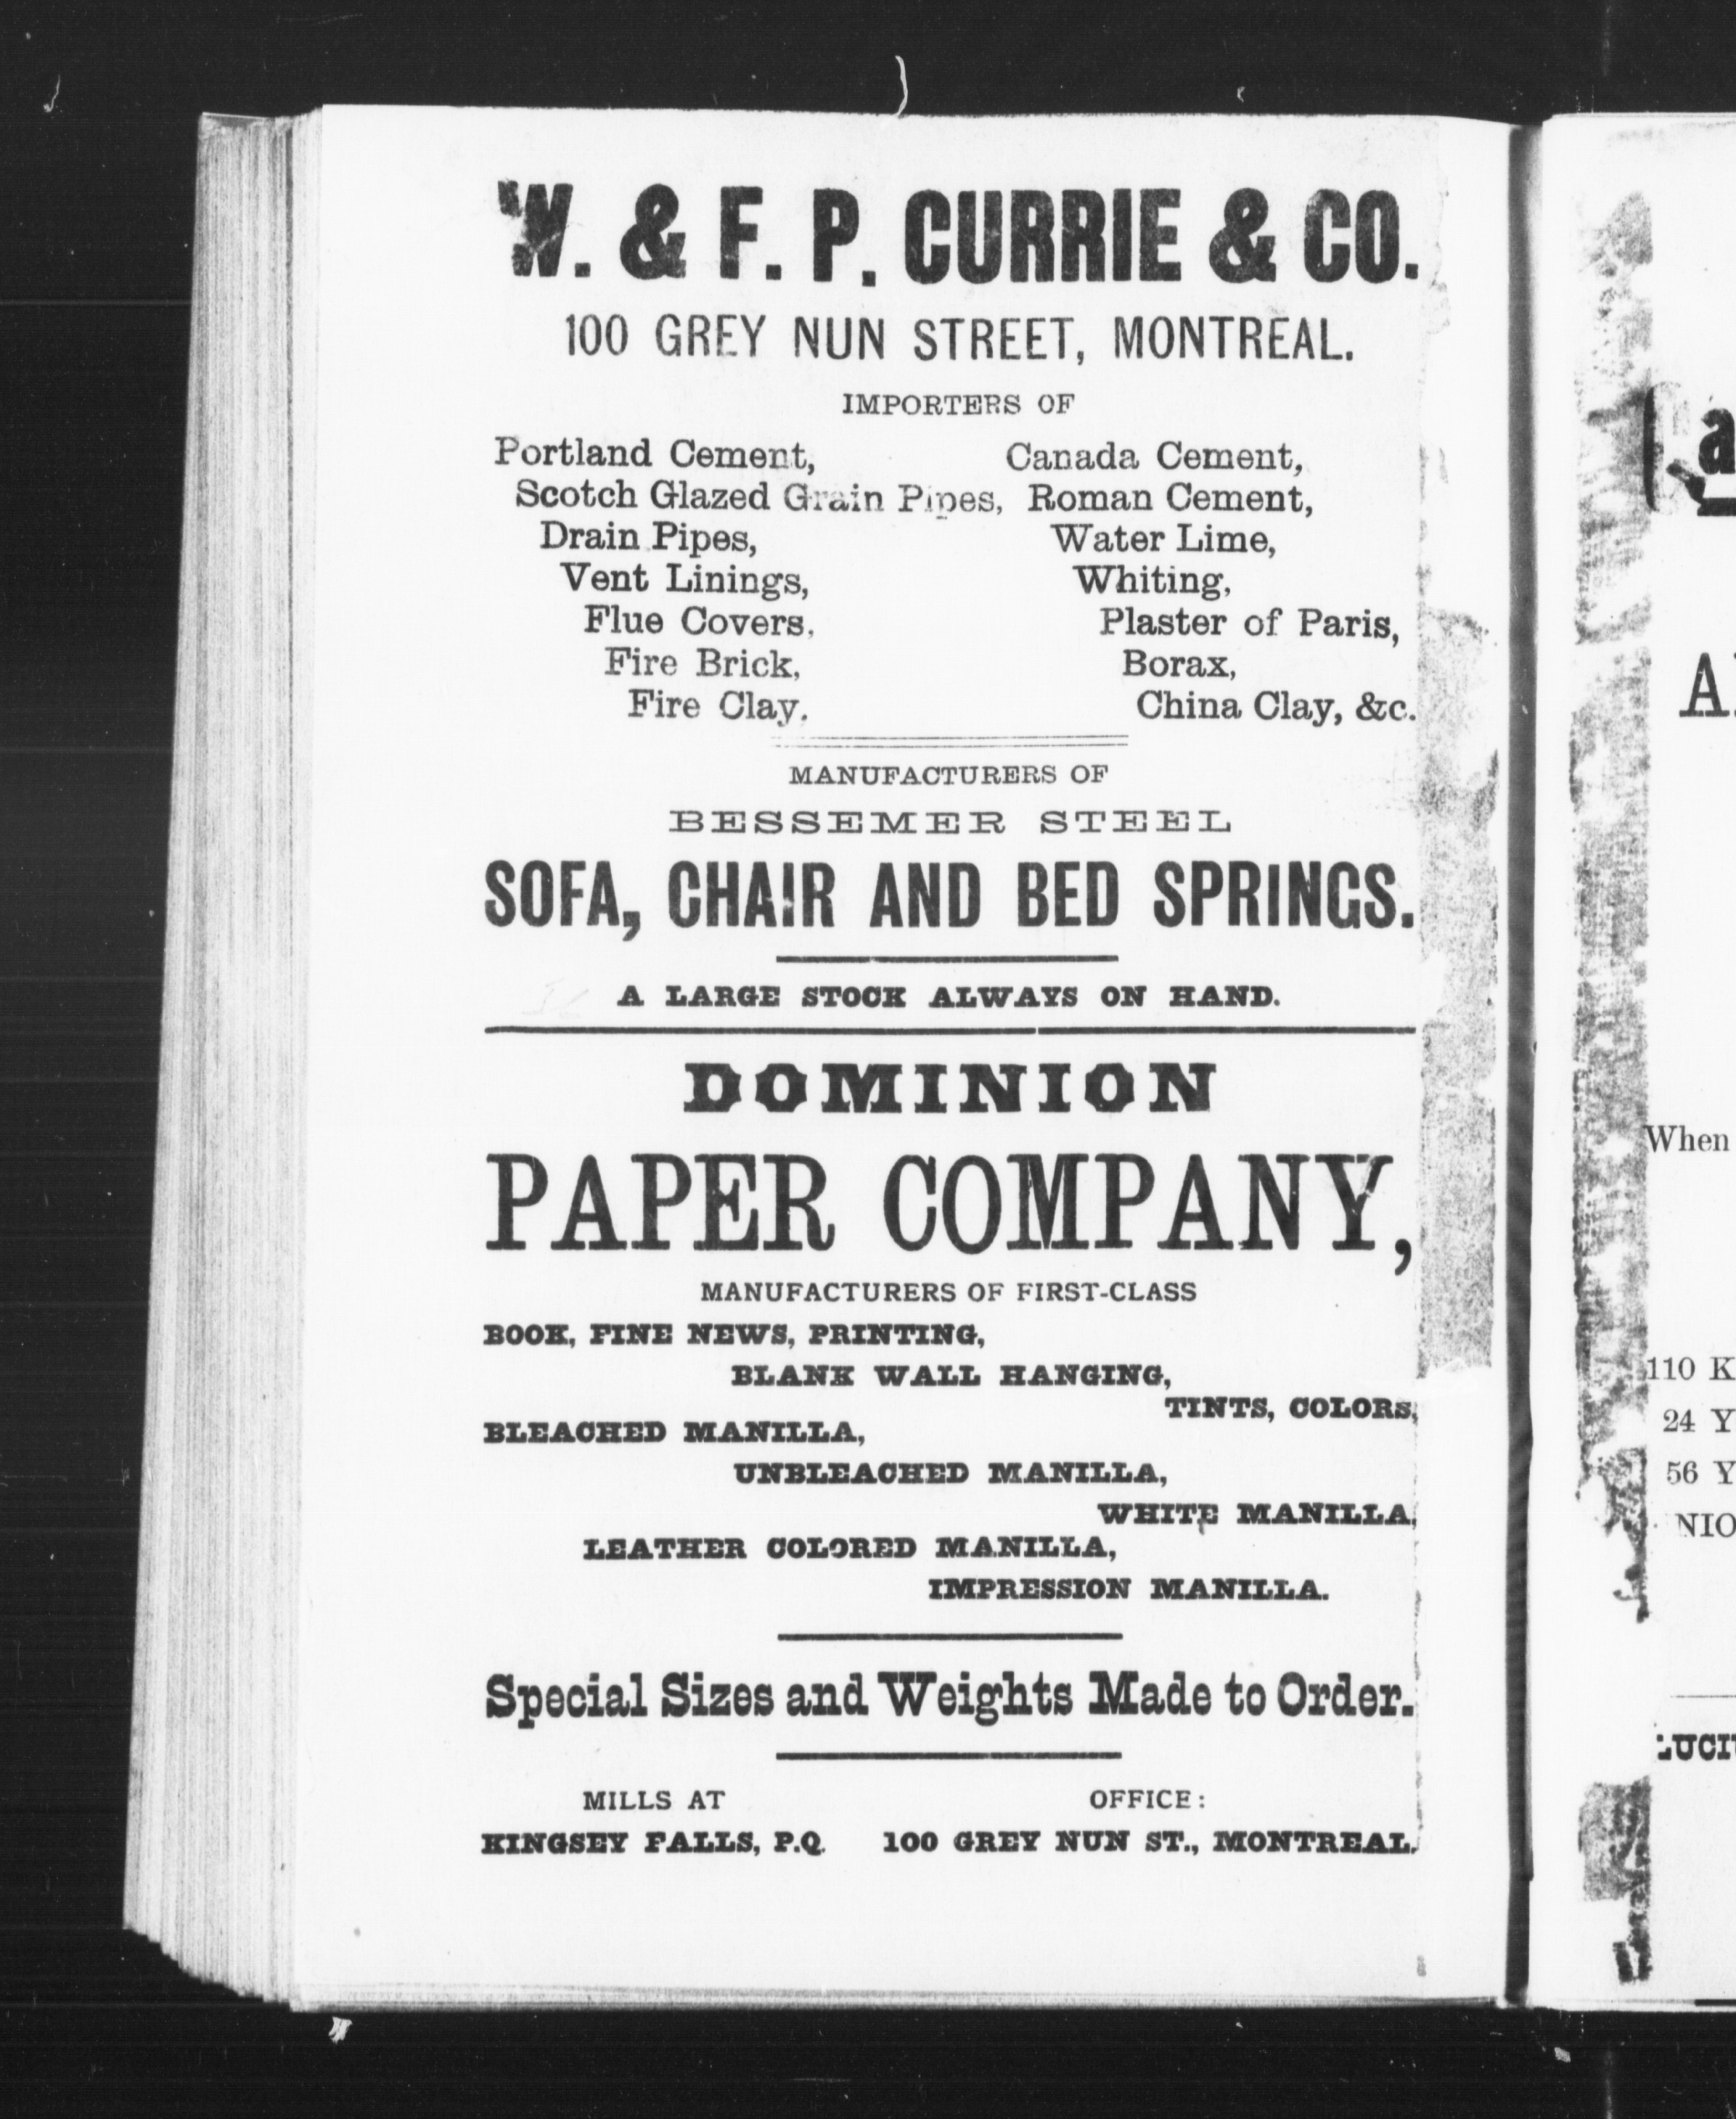 W. & F. P. CURRIE & CO.
100 GREY NUN STREET, MONTREAL.
IMPORTERS OF
Portland Cement, Canada Cement,
Scotch Glazed Grain Pipes, Roman Cement,
Drain Pipes, Water Lime,
Vent Linings, Whiting,
Flue Covers, Plaster of Paris,
Fire Brick, Borax,
Fire Clay. China Clay, &c.
MANUFACTURERS OF
BESSEMER STEEL
SOFA, CHAIR AND BED SPRINGS.
A LARGE STOCK ALWAYS ON HAND.
DOMINION
PAPER COMPANY,
MANUFACTURERS OF FIRST-CLASS
BOOK, FINE NEWS, PRINTING,
BLANK WALL HANGING,
TINTS, COLORS,
BLEACHED MANILLA,
UNBLEACHED MANILLA,
WHITE MANILLA,
LEATHER COLORED MANILLA,
IMPRESSION MANILLA.
Special Sizes and Weights Made to Order.
MILLS AT OFFICE:
KINGSEY FALLS, P.Q. 100 GREY NUN ST., MONTREAL.
When
110 K
24 Y
56 Y